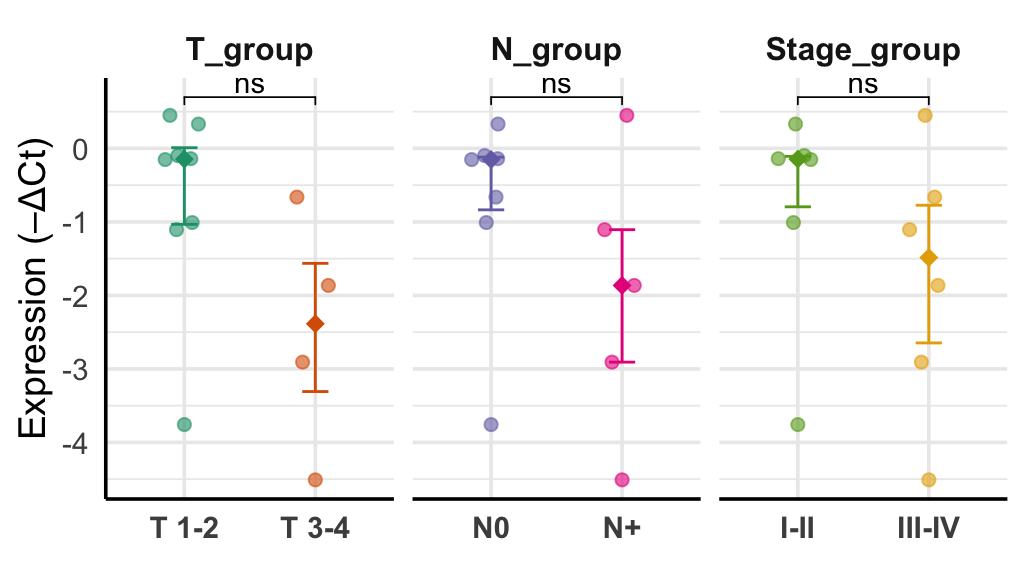 T_group N_group Stage_group
ns ns ns
Expression (–ΔCt)
0
-1
-2
-3
-4
T 1-2 T 3-4 N0 N+ I-II III-IV